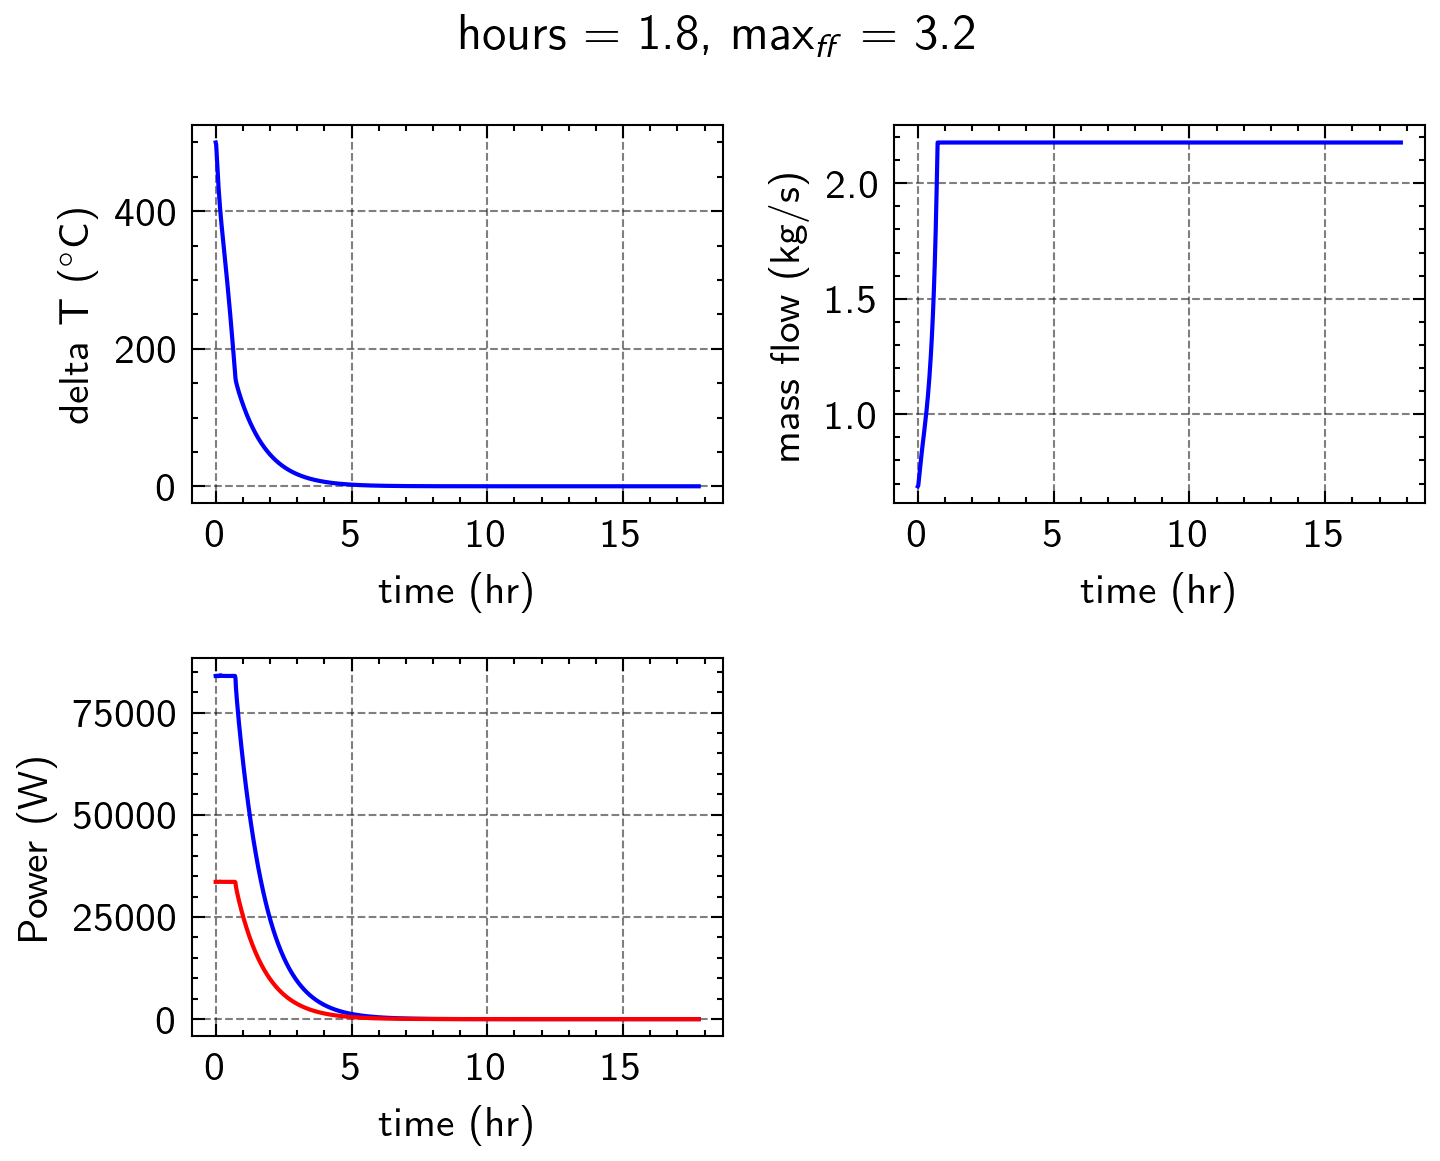 hours = 1.8, max_ff = 3.2
delta T (°C)
400
200
0
0 5 10 15
time (hr)
mass flow (kg/s)
2.0
1.5
1.0
0 5 10 15
time (hr)
Power (W)
75000
50000
25000
0
0 5 10 15
time (hr)